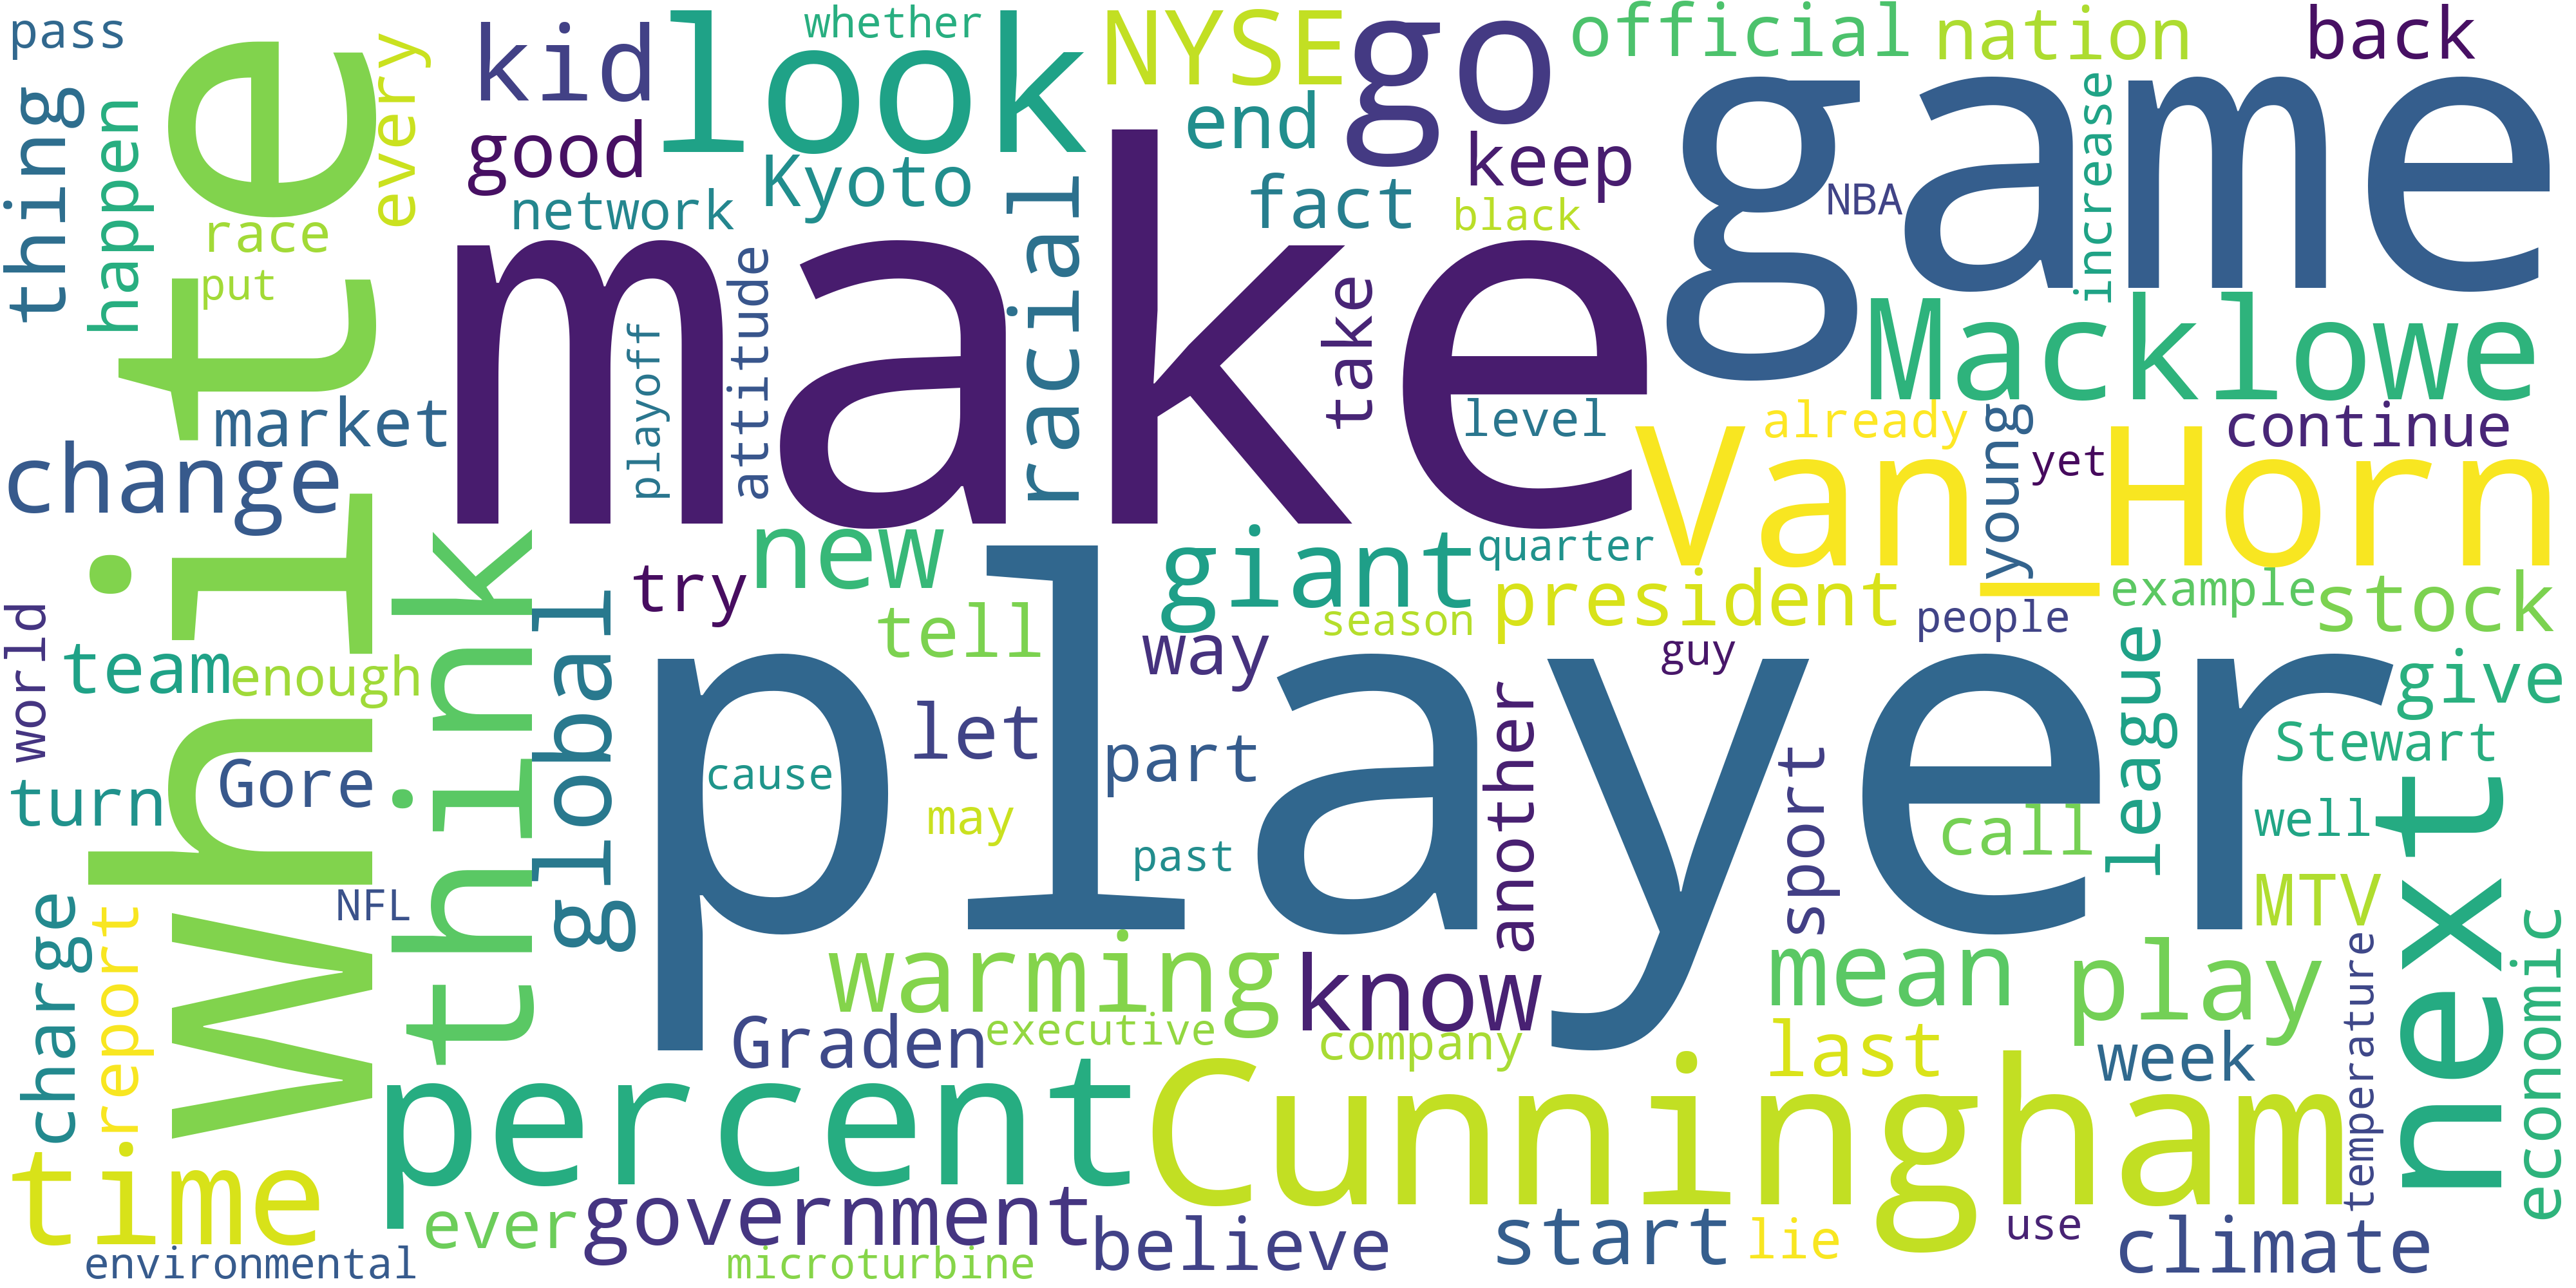 pass
thing
happen
every
White
race
put
kid
look
whether
NYSE
go
official
nation
back
good
Kyoto
end
keep
game
network
fact
black
NBA
increase
make
attitude
playoff
racial
take
Macklowe
market
level
already
young
continue
change
Van_Horn
yet
think
new
giant
quarter
try
president
example
stock
world
team
enough
global
tell
way
season
guy
people
league
give
Gore
let
part
another
sport
Stewart
turn
cause
player
call
well
next
may
past
NFL
MTV
charge
report
warming
know
mean
play
temperature
economic
Graden
executive
company
last
week
percent
Cunningham
time
ever
government
believe
start
lie
use
climate
environmental
microturbine